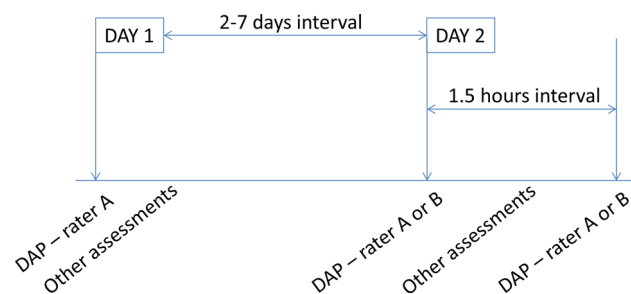 DAY 1
2-7 days interval
DAY 2
1.5 hours interval
DAP – rater A
Other assessments
DAP – rater A or B
Other assessments
DAP – rater A or B